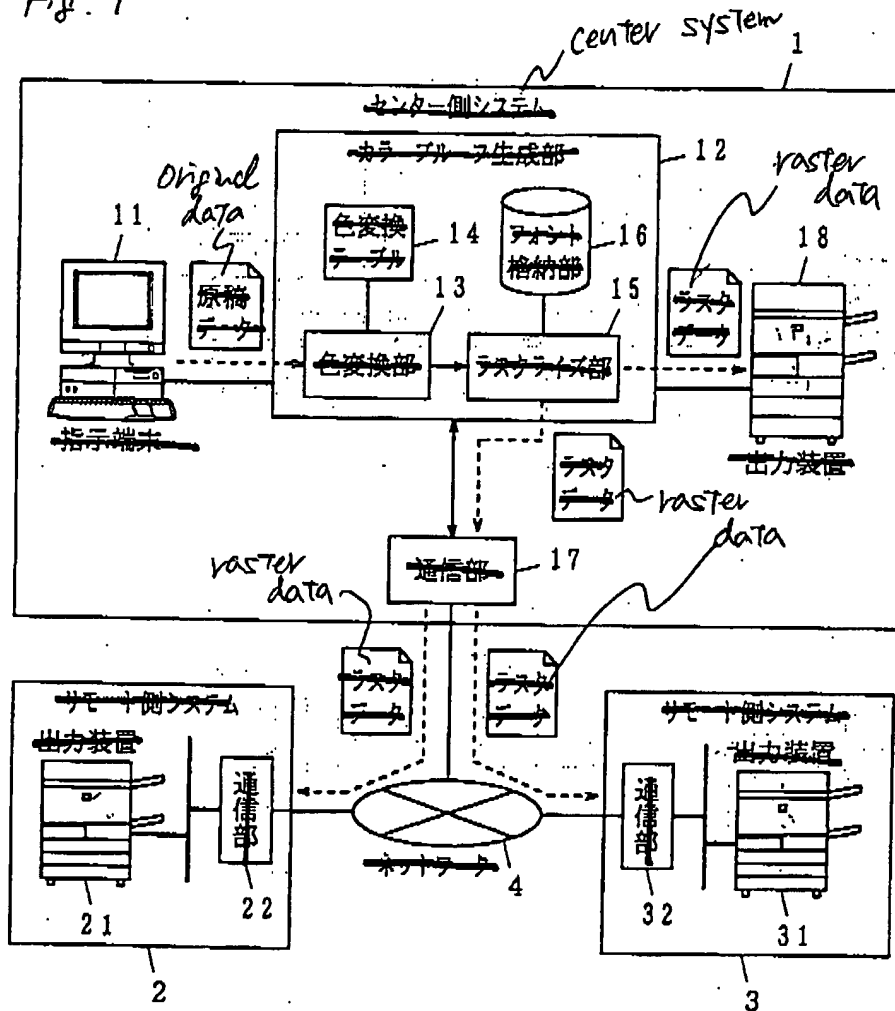 Fig. 1
center system
1
センター側システム
カラープルーフ生成部
12
raster
data
Original
data
11
原稿
データ
色変換
テーブル
14
フォント
格納部
16
18
ラスタ
データ
13
15
色変換部
ラスタライズ部
指示端末
出力装置
ラスタ
データ
raster
data
通信部
17
raster
data
ラスタ
データ
ラスタ
データ
リモート側システム
出力装置
リモート側システム
出力装置
通信部
通信部
ネットワーク
4
21
22
32
31
2
3